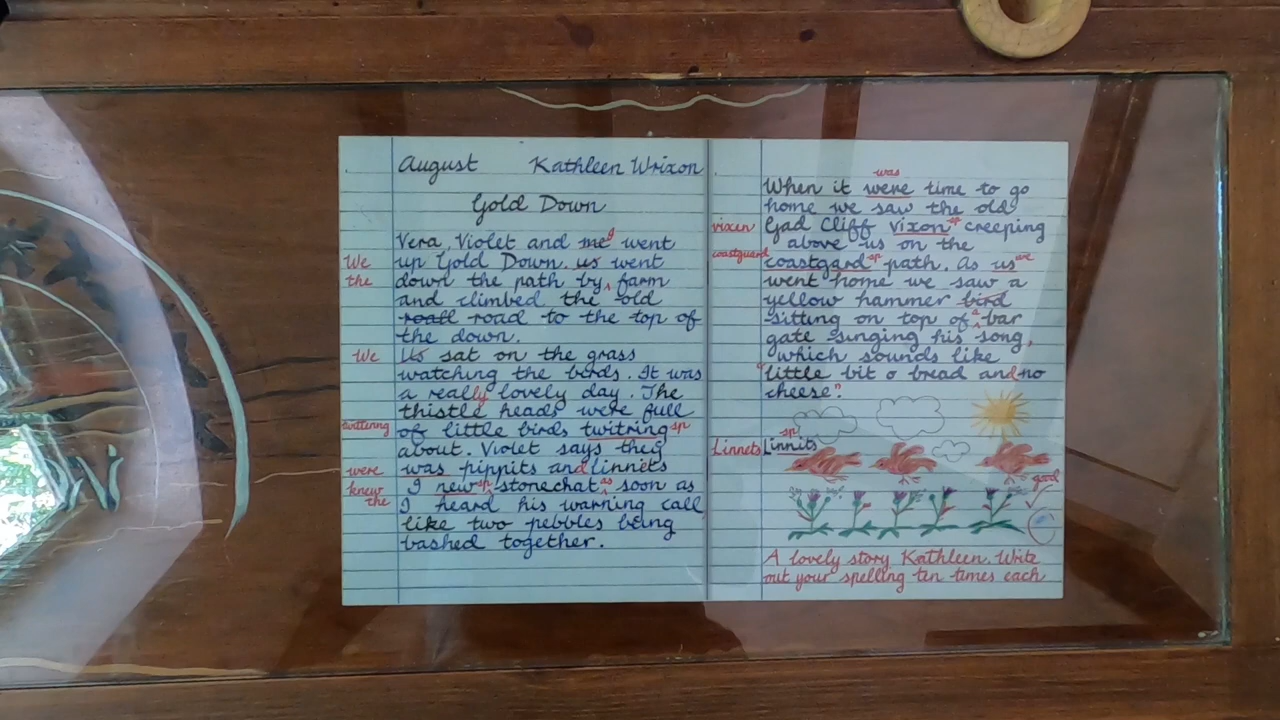 August Kathleen Wrixon
Gold Down
Vera, Violet and me went
We up Gold Down. us went
the down the path by ‸ farm
and climbed the old
roall road to the top of
the down.
We Us sat on the grass
watching the birds. It was
a really lovely day. The
thistle heads were full
twittering of little birds twitring sp
about. Violet says they
were was pippits and linnets
knew I new sp ‸ stonechat as ‸ soon as
the I heard his warning call
like two pebbles being
bashed together.
was
When it were time to go
home we saw the old
vixen Gad Cliff vixon sp creeping
above us on the
coastguard coastgard sp path. As us we
went home we saw a
yellow hammer bird
sitting on top of a ‸ bar
gate singing his song,
which sounds like
"little bit o bread and no
cheese".
sp
Linnets Linnits
good
A lovely story Kathleen. Write
out your spelling ten times each